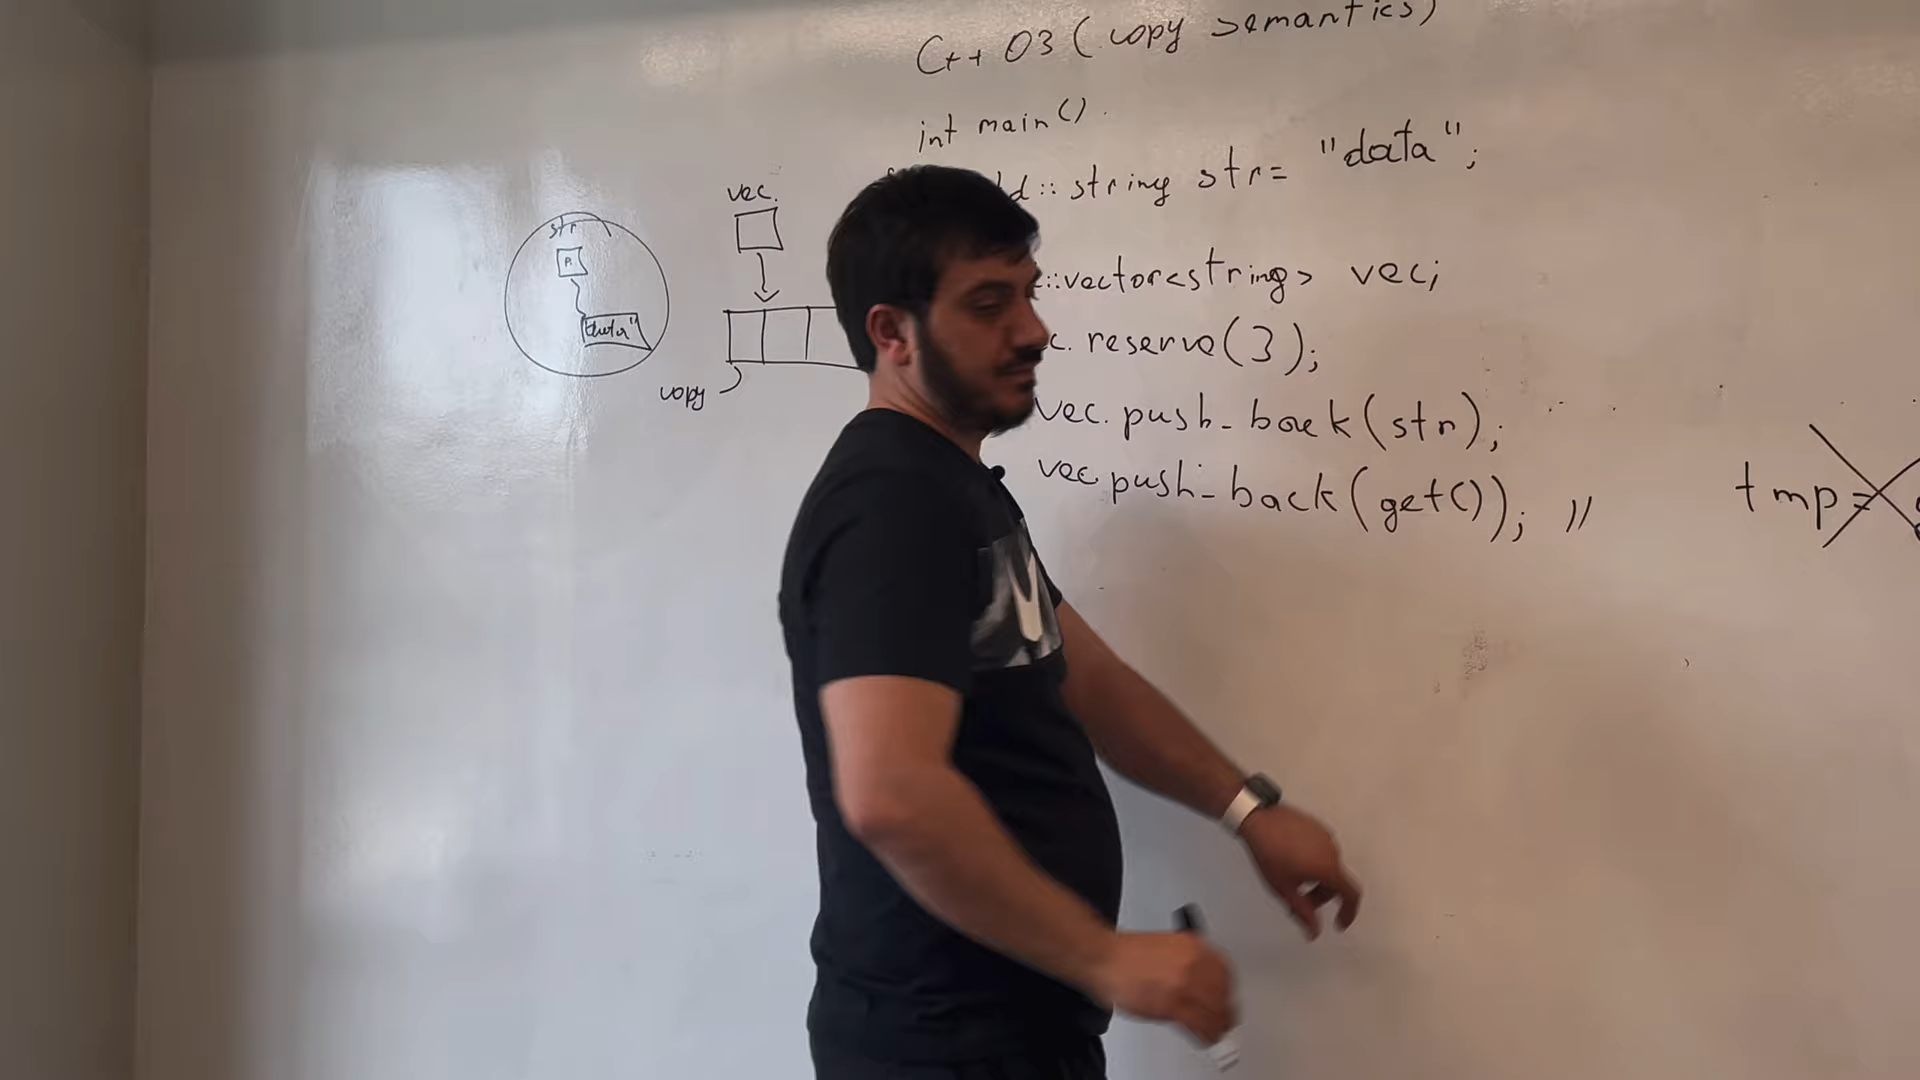 C++ 03 (copy semantics)
int main()
d:: string str= "data";
::vector<string> vec;
c. reserve(3);
vec. push_back(str);
vec. push_back(get()); //
tmp=
vec.
str
P.
"data"
copy